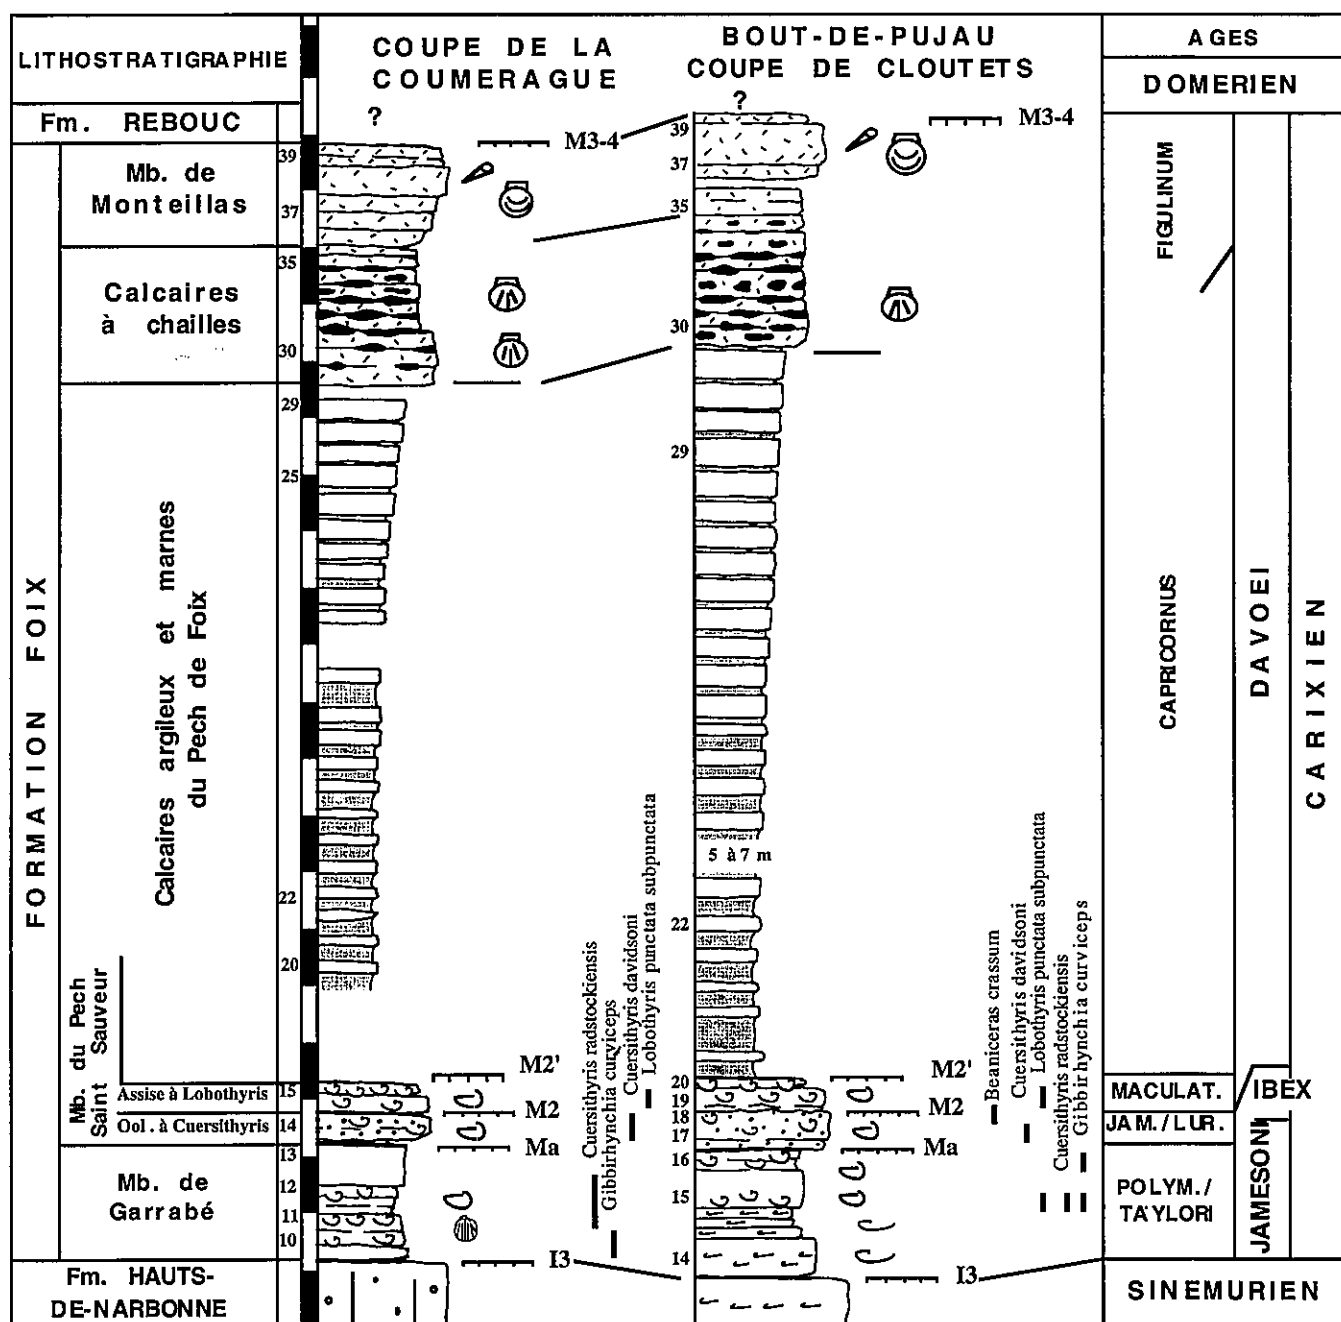 LITHOSTRATIGRAPHIE
COUPE DE LA
COUMERAGUE
BOUT-DE-PUJAU
COUPE DE CLOUTETS
AGES
DOMERIEN
Fm. REBOUC
?
?
M3-4
M3-4
FORMATION FOIX
Mb. de
Monteillas
Calcaires
à chailles
Calcaires argileux et marnes
du Pech de Foix
Mb. du Pech
Saint Sauveur
Assise à Lobothyris
Ool. à Cuersithyris
Mb. de
Garrabé
Fm. HAUTS-
DE-NARBONNE
39
37
35
30
29
25
22
20
15
14
13
12
11
10
M2'
M2
Ma
I3
Cuersithyris radstockiensis
Gibbirhynchia curviceps
Cuersithyris davidsoni
Lobothyris punctata subpunctata
39
37
35
30
29
5 à 7 m
22
20
19
18
17
16
15
14
M2'
M2
Ma
I3
Beaniceras crassum
Cuersithyris davidsoni
Lobothyris punctata subpunctata
Cuersithyris radstockiensis
Gibbirhynchia curviceps
FIGULINUM
CAPRICORNUS
MACULAT.
JAM./LUR.
POLYM./
TAYLORI
DAVOEI
IBEX
JAMESONI
CARIXIEN
SINEMURIEN